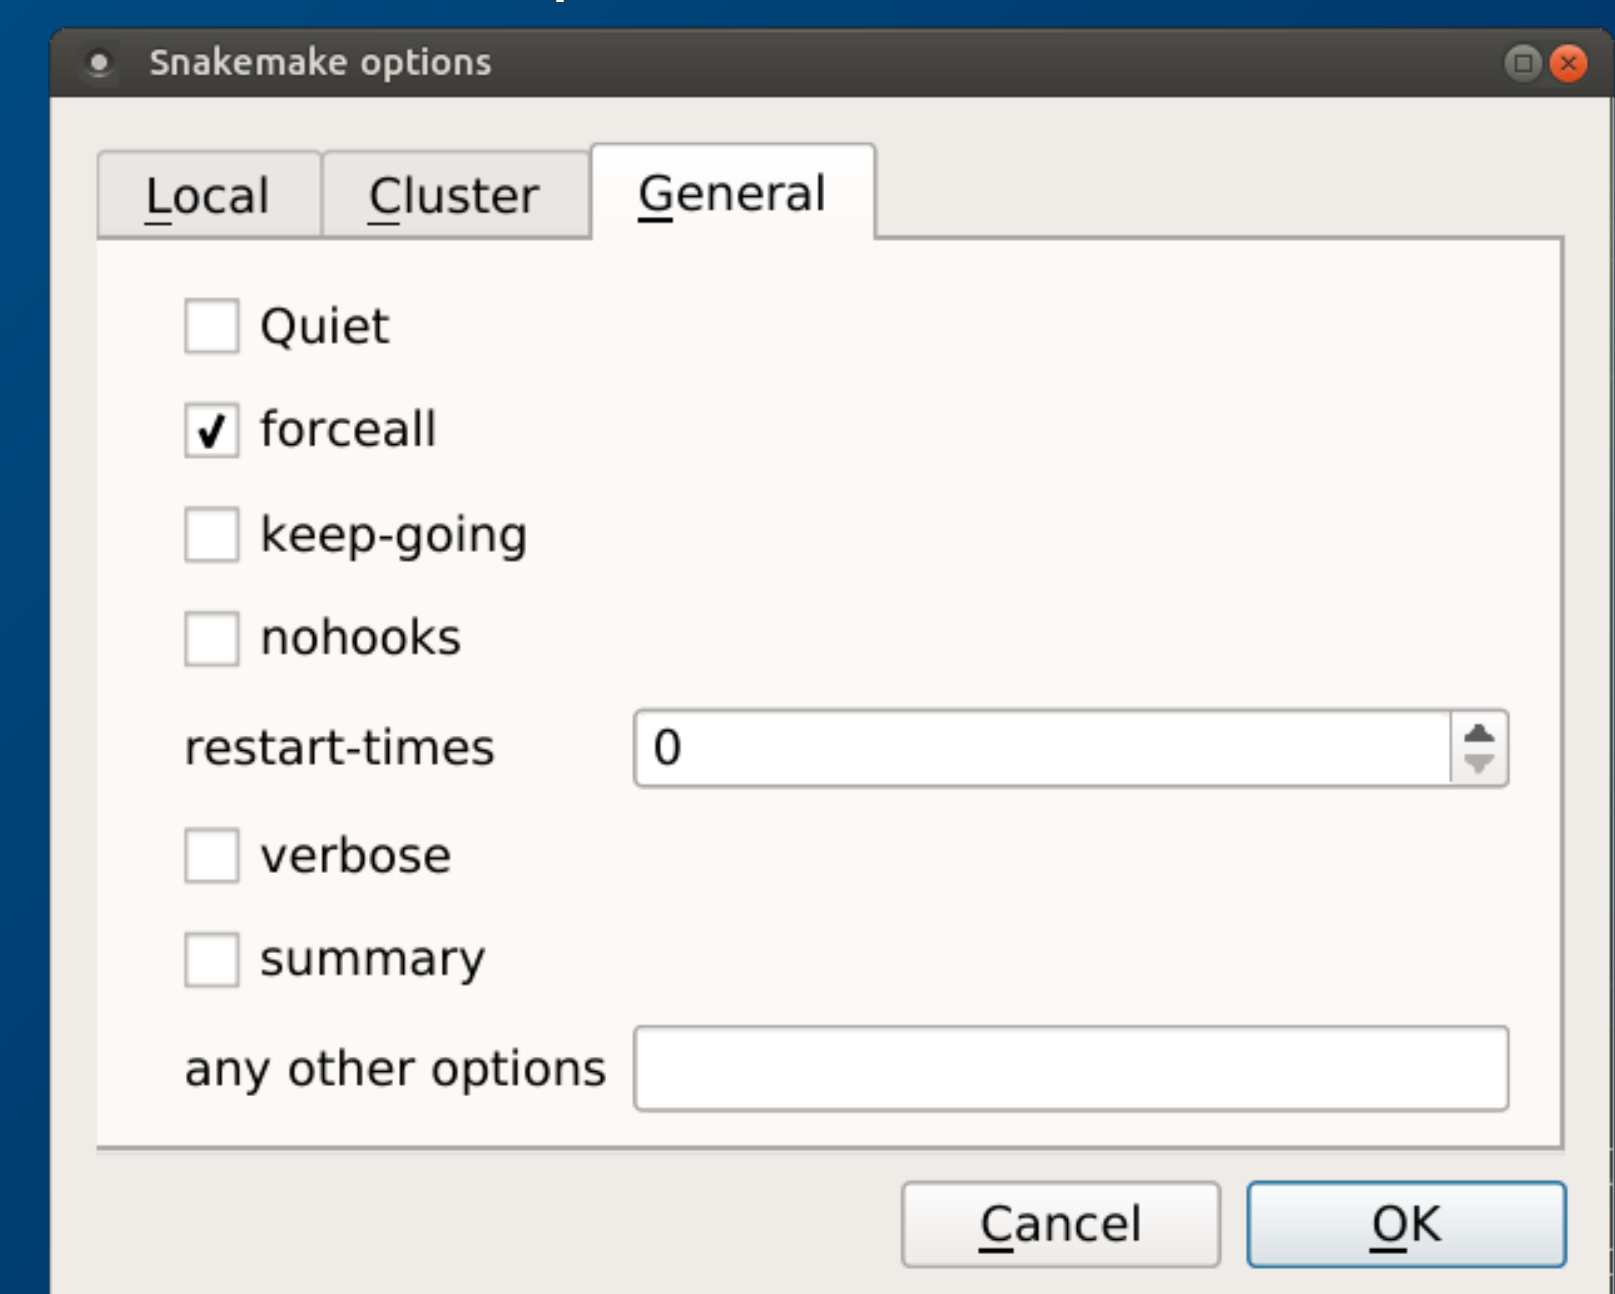 Snakemake options
Local Cluster General
Quiet
forceall
keep-going
nohooks
restart-times 0
verbose
summary
any other options
Cancel OK